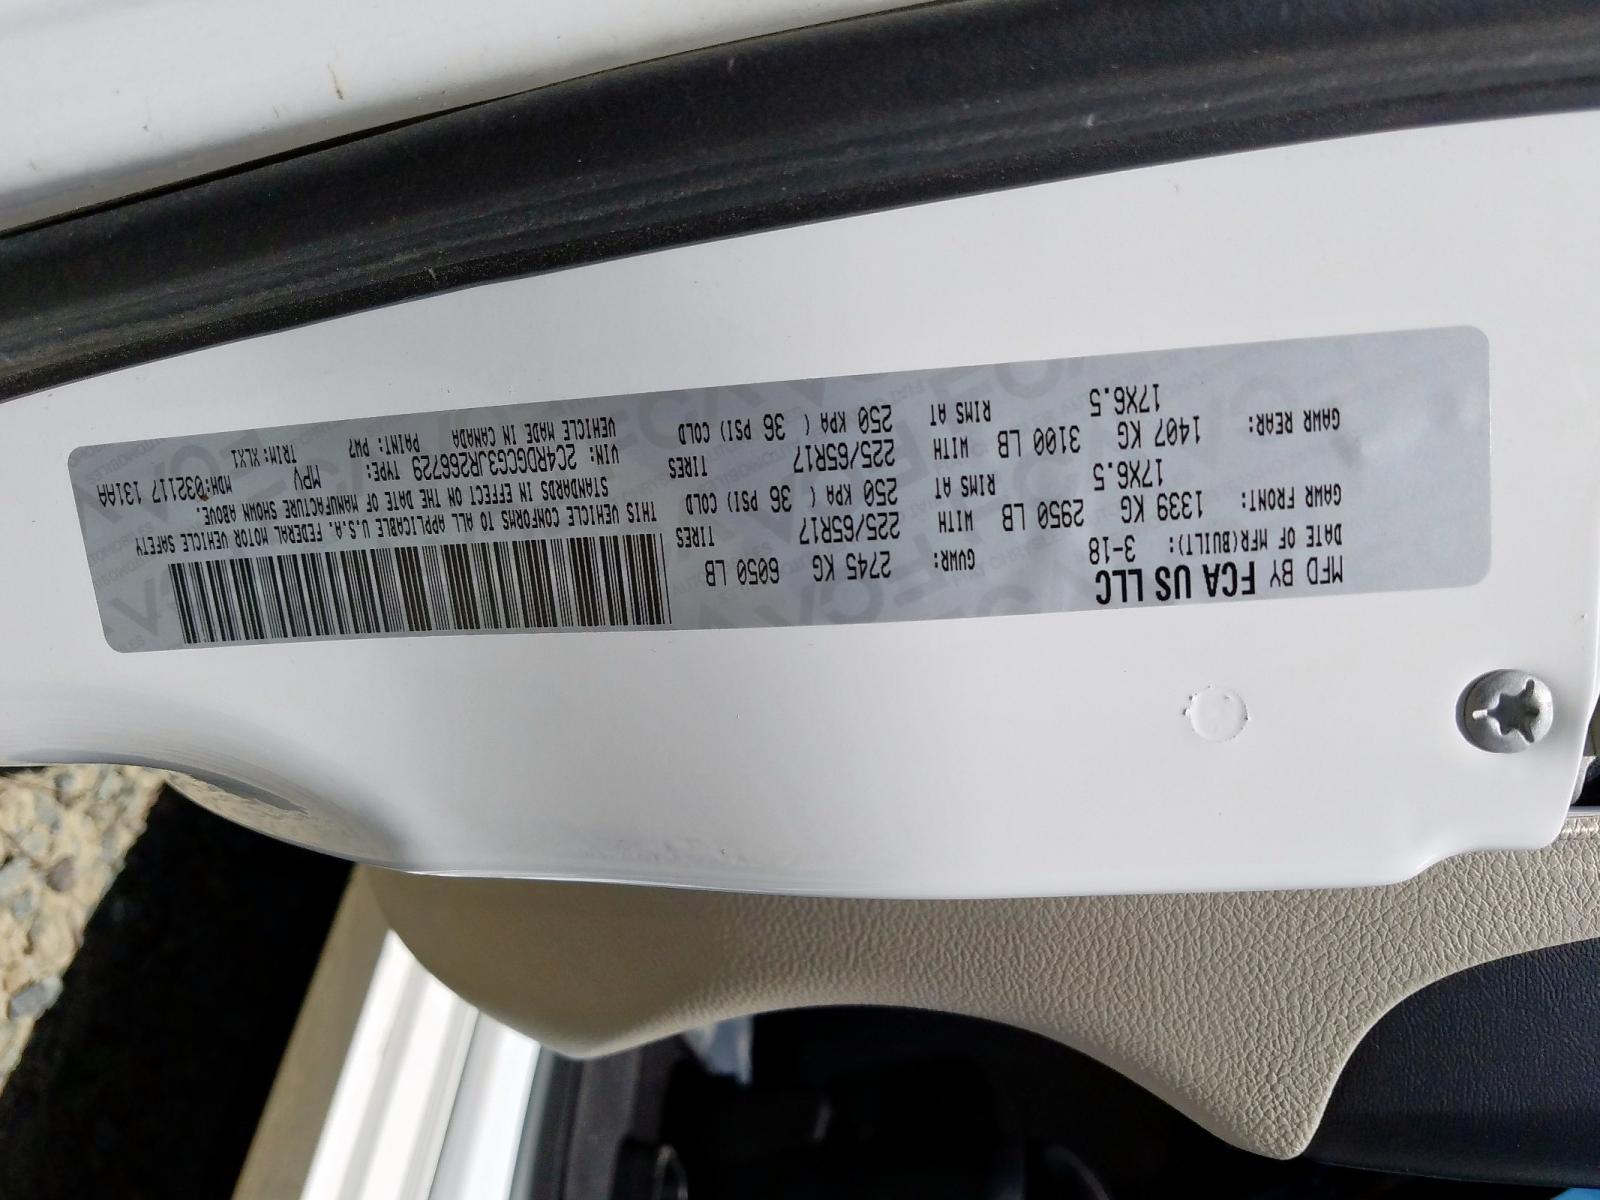 MFD BY FCA US LLC
DATE OF MFR(BUILT): 3-18 GVWR: 2745 KG 6050 LB
GAWR FRONT: 1339 KG 2950 LB WITH 225/65R17 TIRES
17X6.5 RIMS AT 250 KPA ( 36 PSI) COLD
GAWR REAR: 1407 KG 3100 LB WITH 225/65R17 TIRES
17X6.5 RIMS AT 250 KPA ( 36 PSI) COLD
THIS VEHICLE CONFORMS TO ALL APPLICABLE U.S.A. FEDERAL MOTOR VEHICLE SAFETY
STANDARDS IN EFFECT ON THE DATE OF MANUFACTURE SHOWN ABOVE.
VIN: 2C4RDGCG3JR266729 TYPE: MPV MDH:032117 131AA
VEHICLE MADE IN CANADA PAINT: PW7 TRIM: XLX1